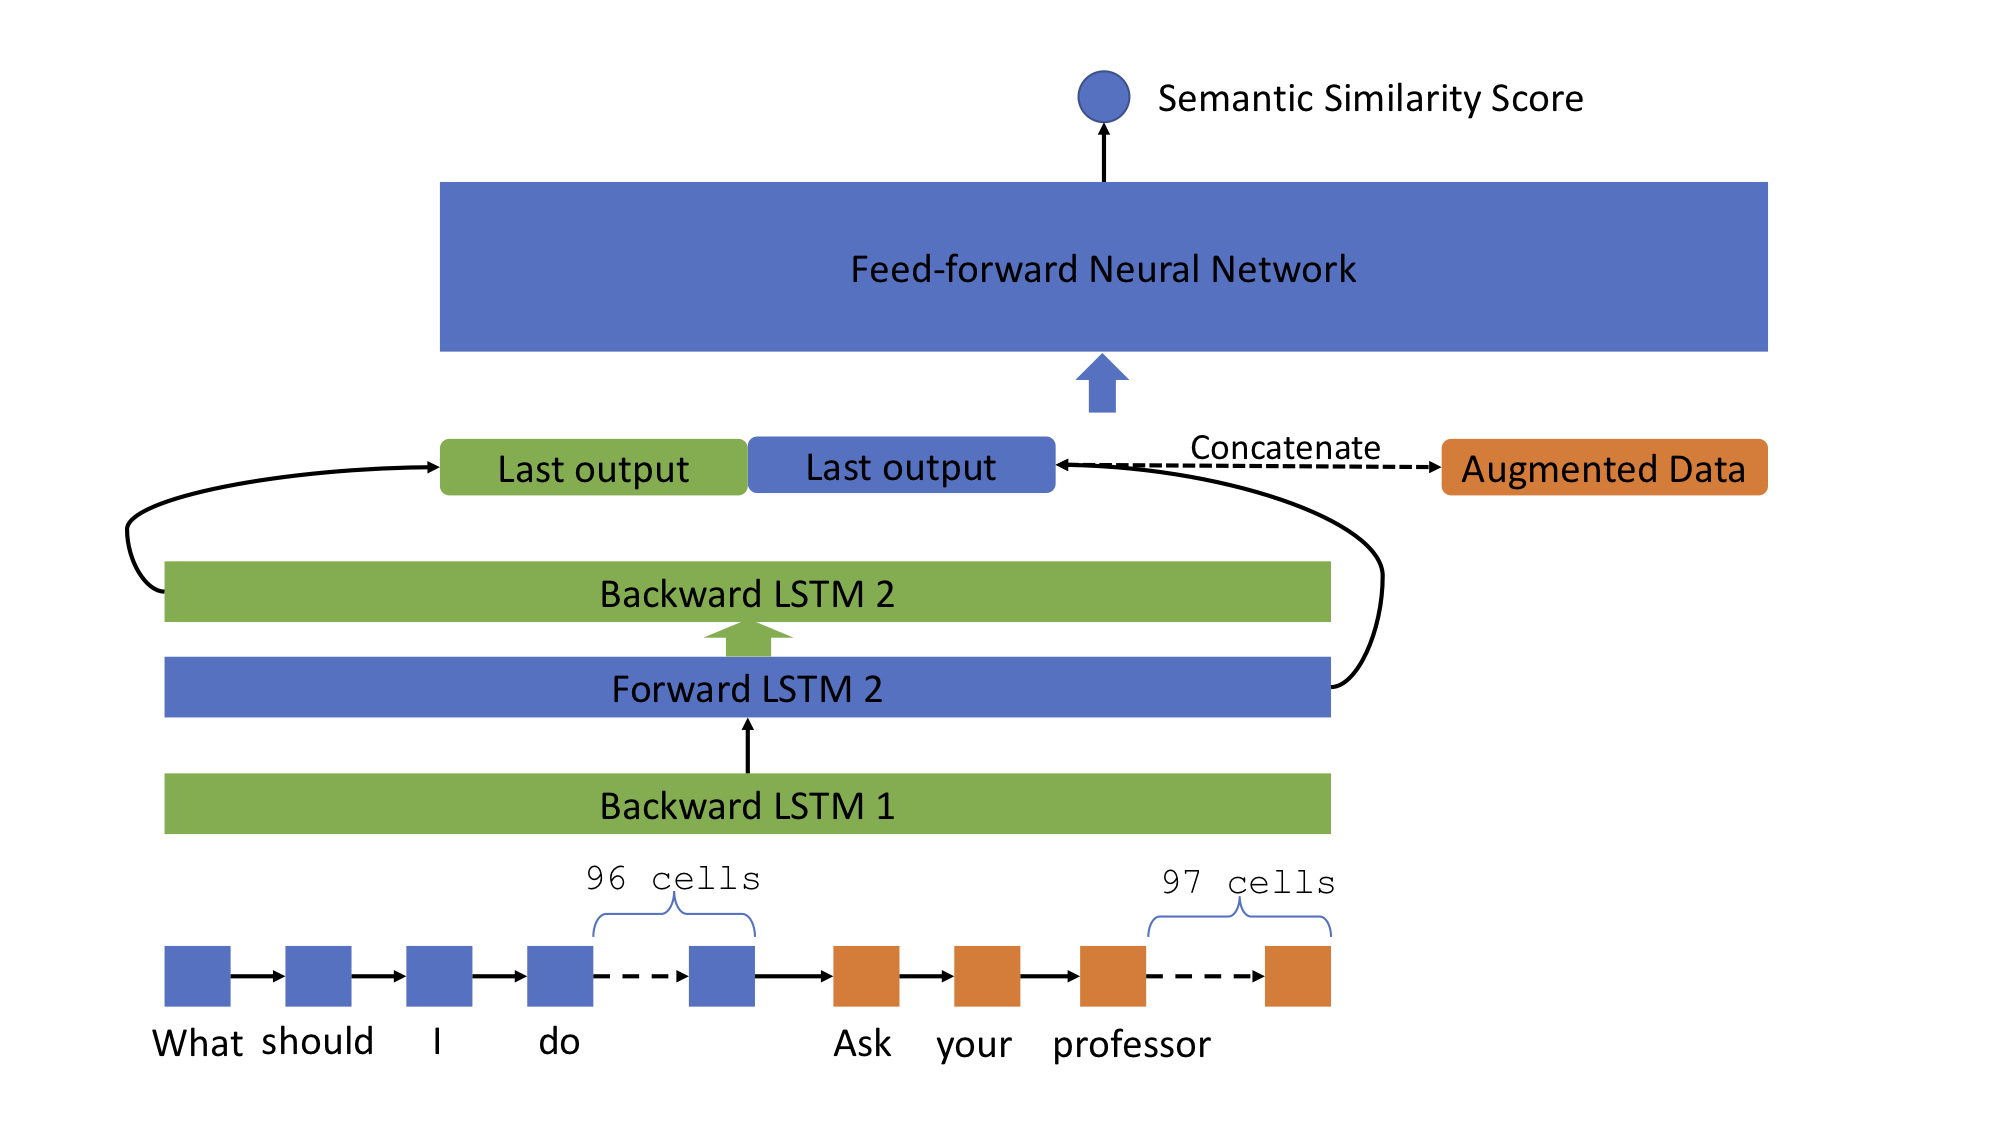 Semantic Similarity Score
Feed-forward Neural Network
Last output
Last output
Concatenate
Augmented Data
Backward LSTM 2
Forward LSTM 2
Backward LSTM 1
96 cells
97 cells
What should I do Ask your professor